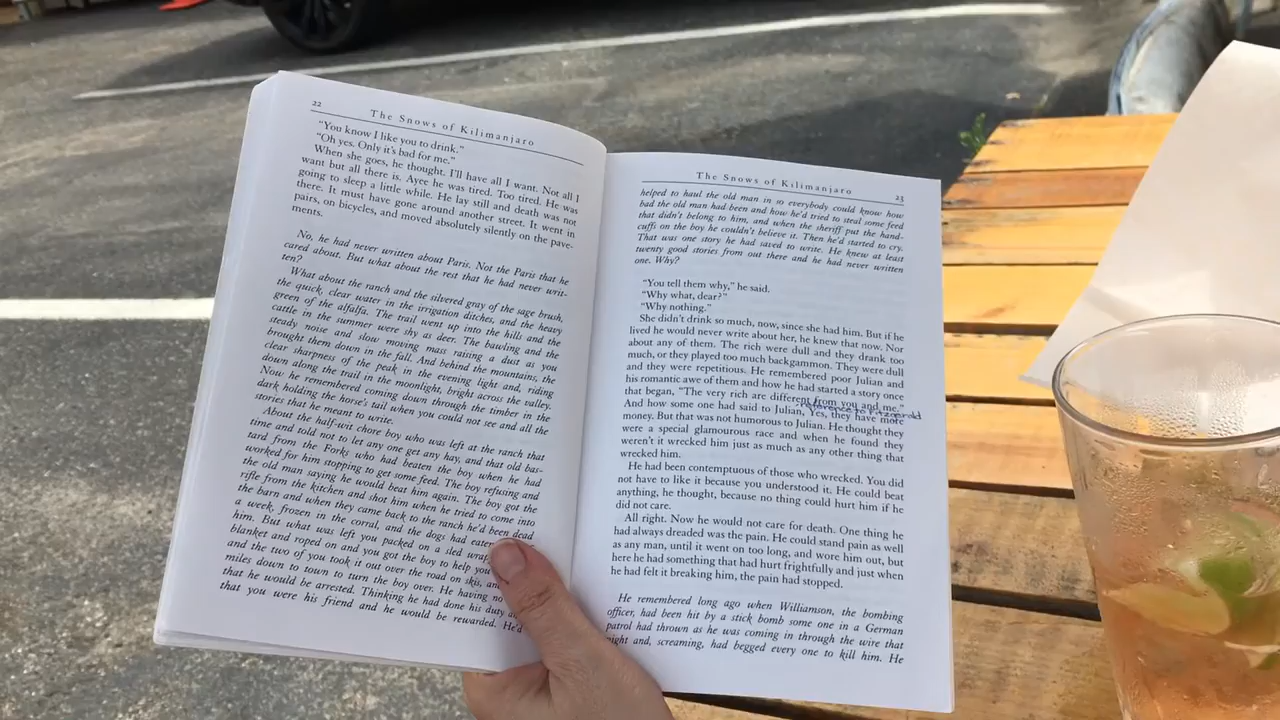 22
The Snows of Kilimanjaro
"You know I like you to drink."
"Oh yes. Only it's bad for me."
When she goes, he thought. I'll have all I want. Not all I
want but all there is. Ayee he was tired. Too tired. He was
going to sleep a little while. He lay still and death was not
there. It must have gone around another street. It went in
pairs, on bicycles, and moved absolutely silently on the pave-
ments.
No, he had never written about Paris. Not the Paris that he
cared about. But what about the rest that he had never writ-
ten?
What about the ranch and the silvered gray of the sage brush,
the quick, clear water in the irrigation ditches, and the heavy
green of the alfalfa. The trail went up into the hills and the
cattle in the summer were shy as deer. The bawling and the
steady noise and slow moving mass raising a dust as you
brought them down in the fall. And behind the mountains, the
clear sharpness of the peak in the evening light and, riding
down along the trail in the moonlight, bright across the valley.
Now he remembered coming down through the timber in the
dark holding the horse's tail when you could not see and all the
stories that he meant to write.
About the half-wit chore boy who was left at the ranch that
time and told not to let any one get any hay, and that old bas-
tard from the Forks who had beaten the boy when he had
worked for him stopping to get some feed. The boy refusing and
the old man saying he would beat him again. The boy got the
rifle from the kitchen and shot him when he tried to come into
the barn and when they came back to the ranch he'd been dead
a week, frozen in the corral, and the dogs had eaten
him. But what was left you packed on a sled
blanket and roped on and you got the boy to help you
and the two of you took it out over the road on skis, and
miles down to town to turn the boy over. He having no
that he would be arrested. Thinking he had done his duty
that you were his friend and he would be rewarded. He'd
The Snows of Kilimanjaro
23
helped to haul the old man in so everybody could know how
bad the old man had been and how he'd tried to steal some feed
that didn't belong to him, and when the sheriff put the hand-
cuffs on the boy he couldn't believe it. Then he'd started to cry.
That was one story he had saved to write. He knew at least
twenty good stories from out there and he had never written
one. Why?
"You tell them why," he said.
"Why what, dear?"
"Why nothing."
She didn't drink so much, now, since she had him. But if he
lived he would never write about her, he knew that now. Nor
about any of them. The rich were dull and they drank too
much, or they played too much backgammon. They were dull
and they were repetitious. He remembered poor Julian and
his romantic awe of them and how he had started a story once
that began, "The very rich are different from you and me."
reference to Fitzgerald
And how some one had said to Julian, Yes, they have more
money. But that was not humorous to Julian. He thought they
were a special glamourous race and when he found they
weren't it wrecked him just as much as any other thing that
wrecked him.
He had been contemptuous of those who wrecked. You did
not have to like it because you understood it. He could beat
anything, he thought, because no thing could hurt him if he
did not care.
All right. Now he would not care for death. One thing he
had always dreaded was the pain. He could stand pain as well
as any man, until it went on too long, and wore him out, but
here he had something that had hurt frightfully and just when
he had felt it breaking him, the pain had stopped.
He remembered long ago when Williamson, the bombing
officer, had been hit by a stick bomb some one in a German
patrol had thrown as he was coming in through the wire that
night and, screaming, had begged every one to kill him. He